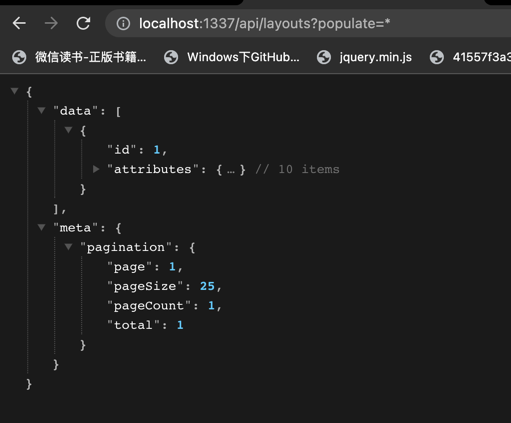 localhost:1337/api/layouts?populate=*
微信读书-正版书籍... Windows下GitHub... jquery.min.js 41557f3a3
{
"data": [
{
"id": 1,
"attributes": {...} // 10 items
}
],
"meta": {
"pagination": {
"page": 1,
"pageSize": 25,
"pageCount": 1,
"total": 1
}
}
}